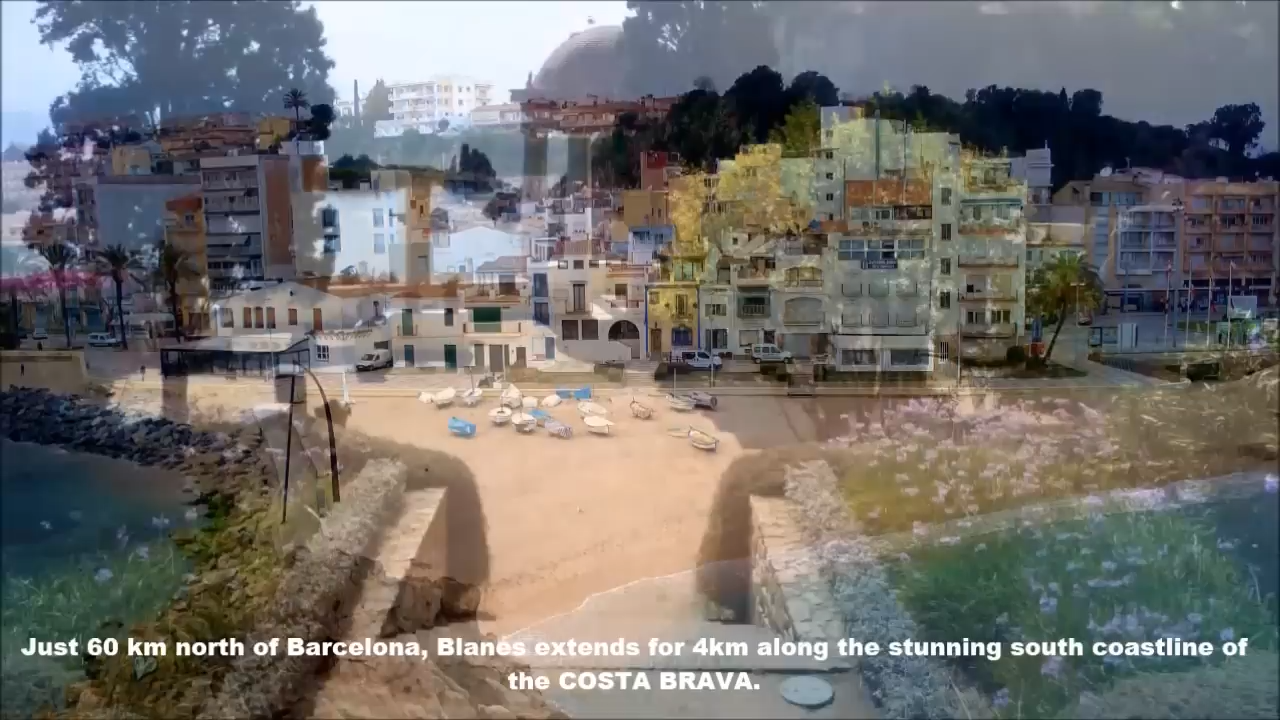 Just 60 km north of Barcelona, Blanes extends for 4km along the stunning south coastline of
the COSTA BRAVA.